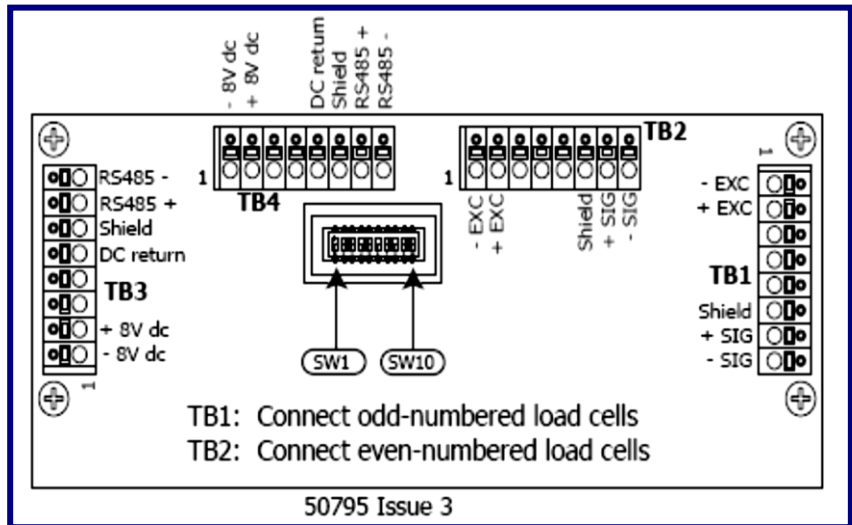 - 8V dc
+ 8V dc
DC return
Shield
RS485 +
RS485 -
TB2
1
TB4
1
- EXC
+ EXC
Shield
+ SIG
- SIG
RS485 -
RS485 +
Shield
DC return
TB3
+ 8V dc
- 8V dc
1
1
- EXC
+ EXC
TB1
Shield
+ SIG
- SIG
SW1
SW10
TB1: Connect odd-numbered load cells
TB2: Connect even-numbered load cells
50795 Issue 3